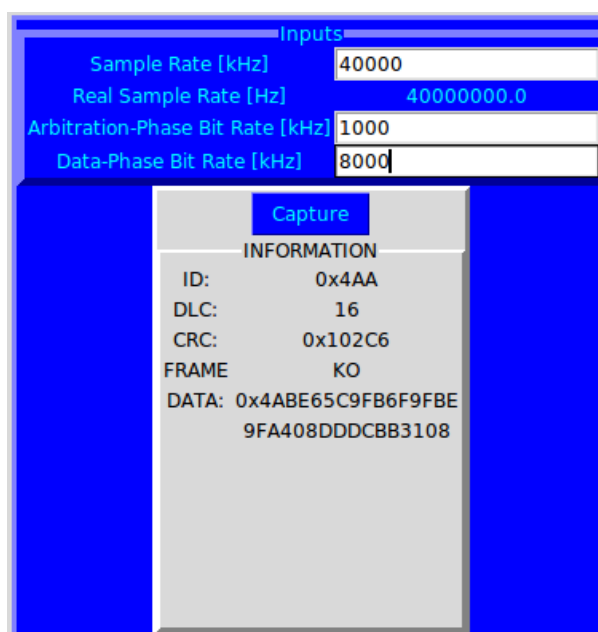 Inputs
Sample Rate [kHz] 40000
Real Sample Rate [Hz] 40000000.0
Arbitration-Phase Bit Rate [kHz] 1000
Data-Phase Bit Rate [kHz] 8000
Capture
INFORMATION
ID: 0x4AA
DLC: 16
CRC: 0x102C6
FRAME KO
DATA: 0x4ABE65C9FB6F9FBE
9FA408DDDCBB3108